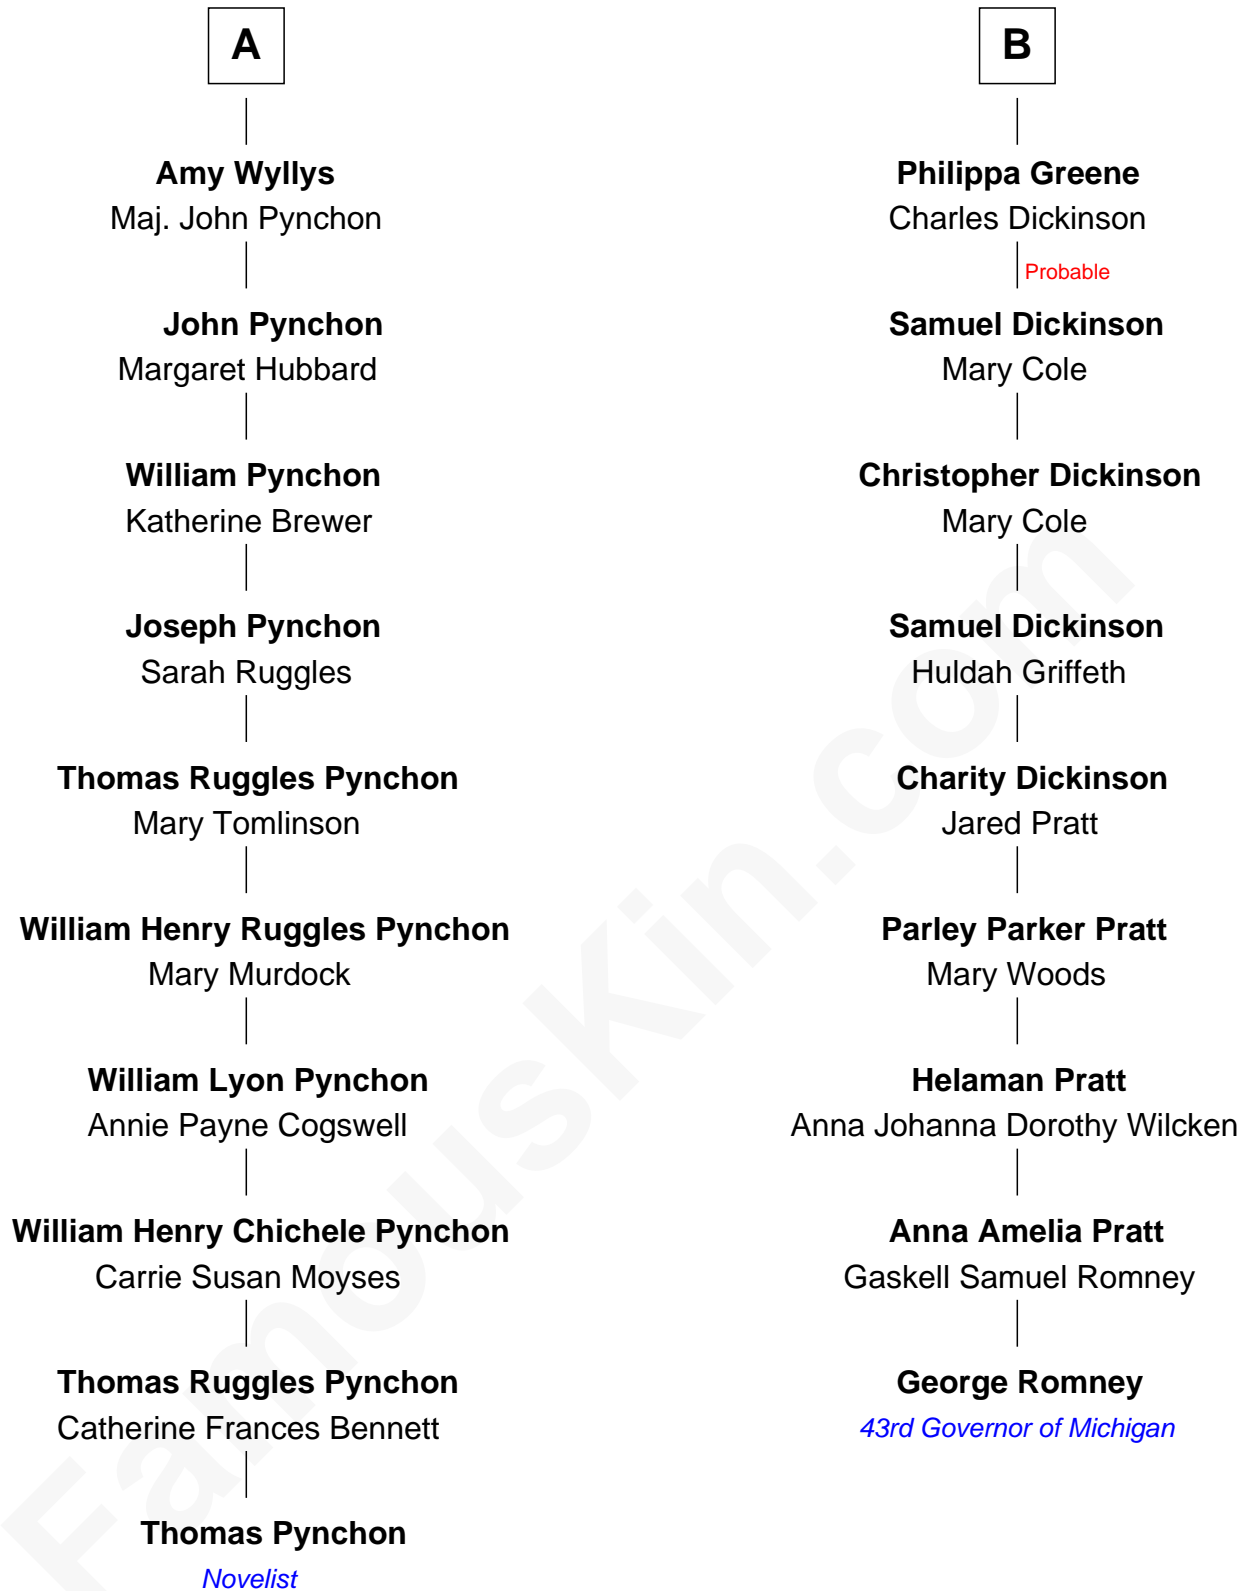 A
Amy Wyllys
Maj. John Pynchon
John Pynchon
Margaret Hubbard
William Pynchon
Katherine Brewer
Joseph Pynchon
Sarah Ruggles
Thomas Ruggles Pynchon
Mary Tomlinson
William Henry Ruggles Pynchon
Mary Murdock
William Lyon Pynchon
Annie Payne Cogswell
William Henry Chichele Pynchon
Carrie Susan Moyses
Thomas Ruggles Pynchon
Catherine Frances Bennett
Thomas Pynchon
Novelist
B
Philippa Greene
Charles Dickinson
Probable
Samuel Dickinson
Mary Cole
Christopher Dickinson
Mary Cole
Samuel Dickinson
Huldah Griffeth
Charity Dickinson
Jared Pratt
Parley Parker Pratt
Mary Woods
Helaman Pratt
Anna Johanna Dorothy Wilcken
Anna Amelia Pratt
Gaskell Samuel Romney
George Romney
43rd Governor of Michigan
FamousKin.com